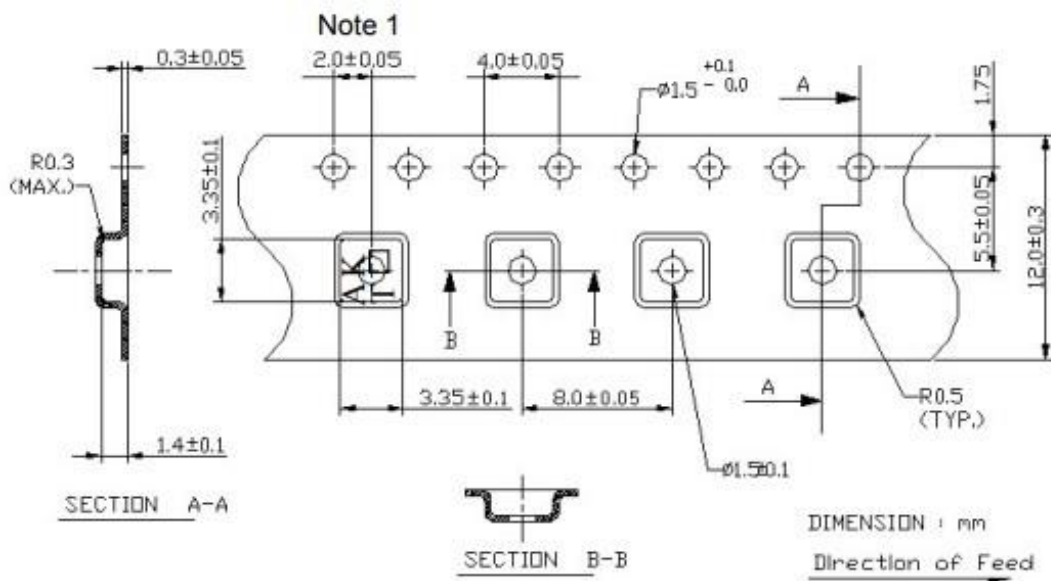 Note 1
0.3±0.05
2.0±0.05
4.0±0.05
ø1.5 +0.1 - 0.0
A
1.75
R0.3
(MAX.)
3.35±0.1
5.5±0.05
12.0±0.3
A K
I
B
B
3.35±0.1
8.0±0.05
A
R0.5
(TYP.)
1.4±0.1
ø1.5±0.1
SECTION A-A
SECTION B-B
DIMENSION : mm
Direction of Feed